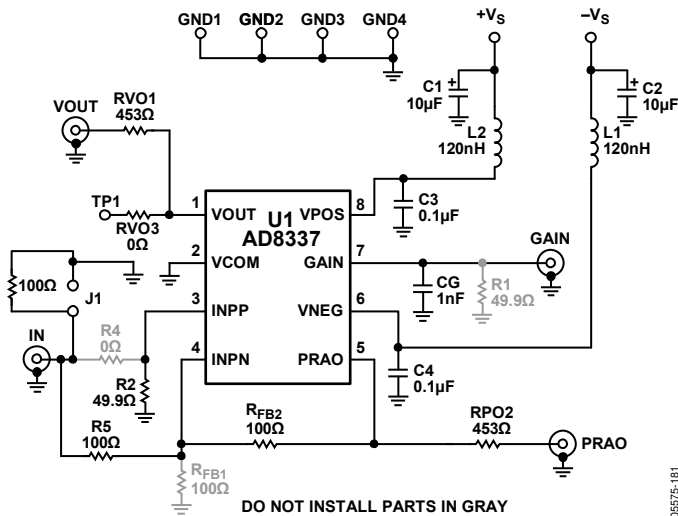 GND1 GND2 GND3 GND4
+VS
–VS
C1
10µF
+
C2
10µF
+
L2
120nH
L1
120nH
VOUT
RVO1
453Ω
TP1
RVO3
0Ω
C3
0.1µF
1 VOUT
2 VCOM
3 INPP
4 INPN
U1
AD8337
VPOS 8
GAIN 7
VNEG 6
PRAO 5
GAIN
CG
1nF
R1
49.9Ω
100Ω
J1
IN
R4
0Ω
R2
49.9Ω
C4
0.1µF
R5
100Ω
RFB2
100Ω
RPO2
453Ω
PRAO
RFB1
100Ω
DO NOT INSTALL PARTS IN GRAY
05575-181